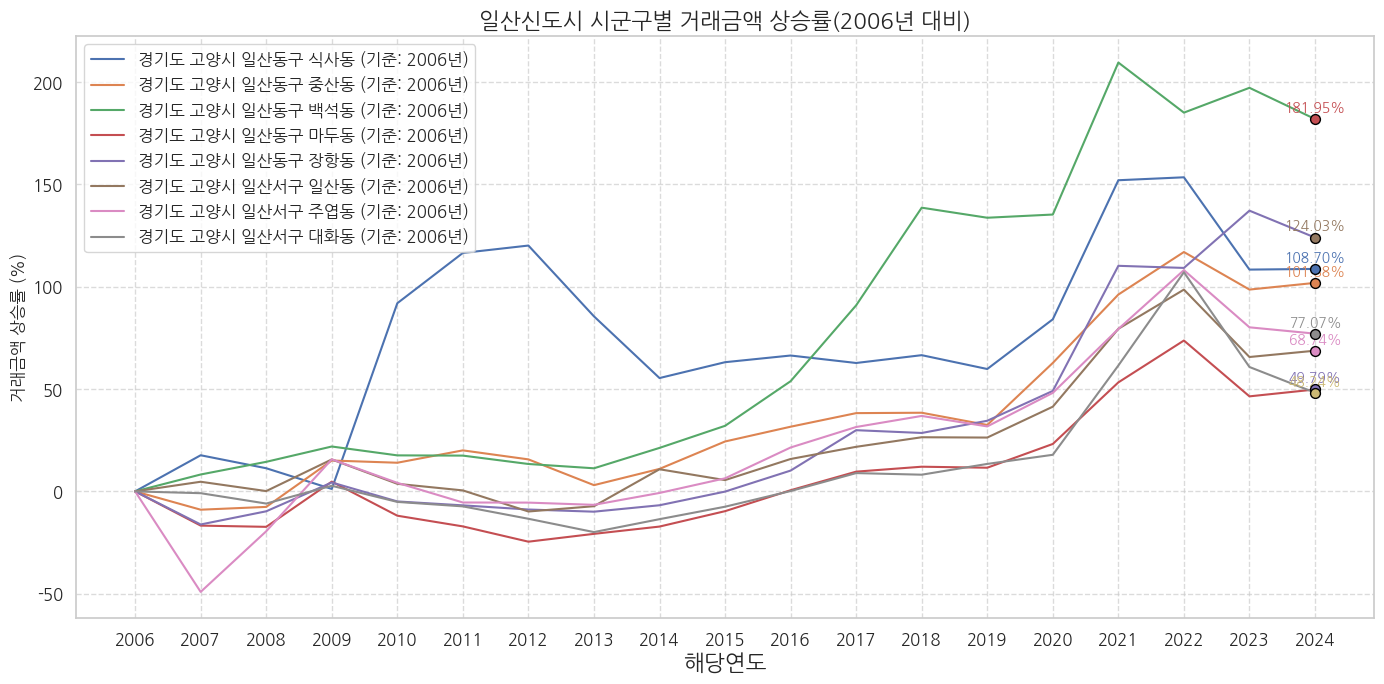 일산신도시 시군구별 거래금액 상승률(2006년 대비)
경기도 고양시 일산동구 식사동 (기준: 2006년)
경기도 고양시 일산동구 중산동 (기준: 2006년)
경기도 고양시 일산동구 백석동 (기준: 2006년)
경기도 고양시 일산동구 마두동 (기준: 2006년)
경기도 고양시 일산동구 장항동 (기준: 2006년)
경기도 고양시 일산서구 일산동 (기준: 2006년)
경기도 고양시 일산서구 주엽동 (기준: 2006년)
경기도 고양시 일산서구 대화동 (기준: 2006년)
거래금액 상승률 (%)
200
150
100
50
0
-50
181.95%
124.03%
108.70%
77.07%
68.74%
49.79%
2006 2007 2008 2009 2010 2011 2012 2013 2014 2015 2016 2017 2018 2019 2020 2021 2022 2023 2024
해당연도